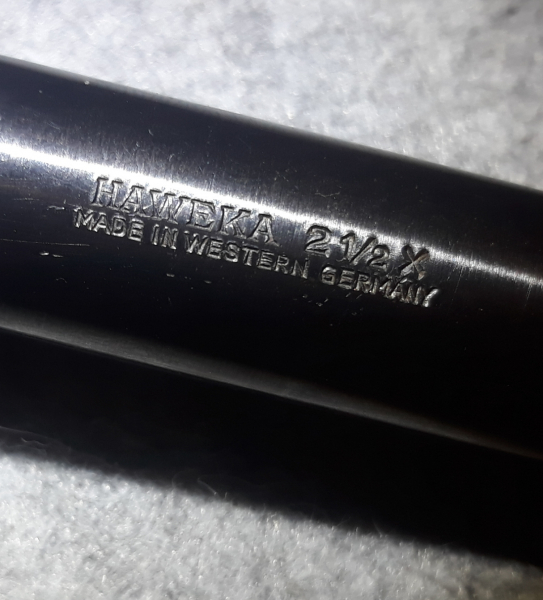 HAWEKA 2 1/2 X
MADE IN WESTERN GERMANY